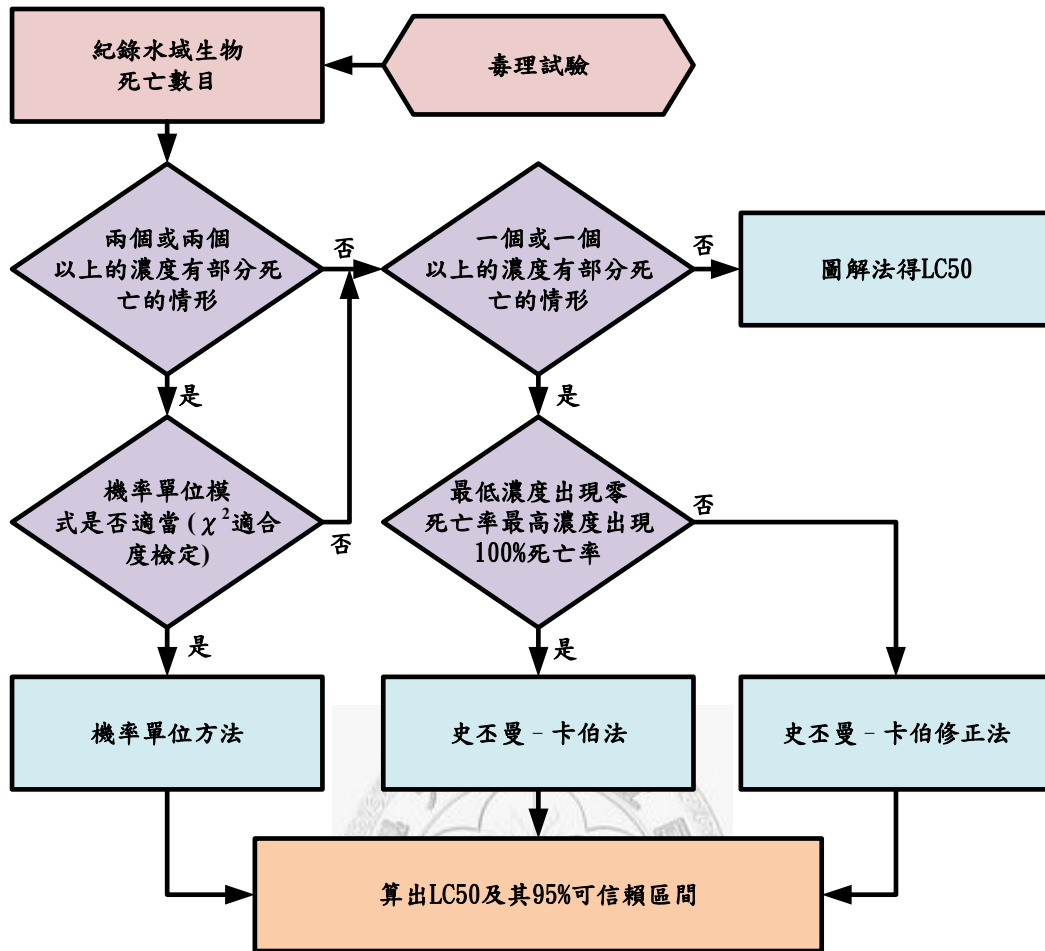 紀錄水域生物
死亡數目
毒理試驗
兩個或兩個
以上的濃度有部分死
亡的情形
否
一個或一個
以上的濃度有部分死
亡的情形
否
圖解法得LC50
是
是
機率單位模
式是否適當(χ²適合
度檢定)
否
最低濃度出現零
死亡率最高濃度出現
100%死亡率
否
是
是
機率單位方法
史丕曼-卡伯法
史丕曼-卡伯修正法
算出LC50及其95%可信賴區間